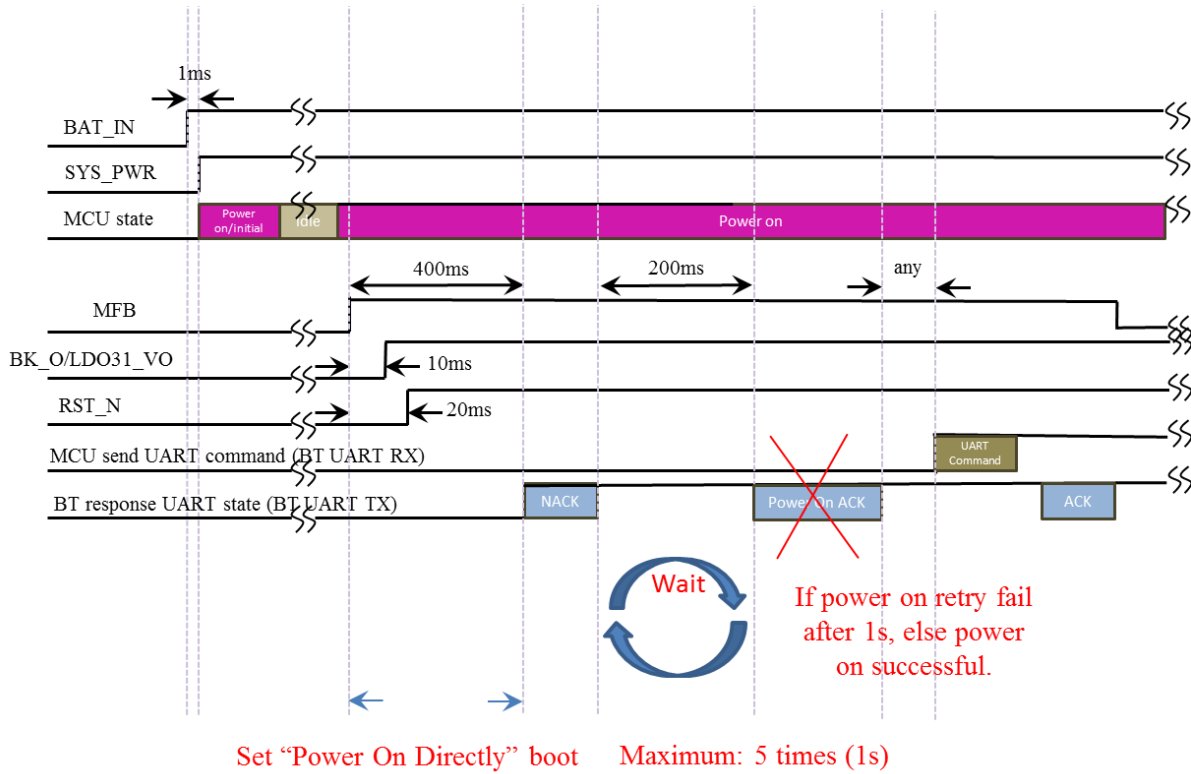 1ms
BAT_IN
SYS_PWR
MCU state
Power
on/initial
Idle
Power on
400ms
200ms
any
MFB
BK_O/LDO31_VO
10ms
RST_N
20ms
MCU send UART command (BT UART RX)
UART
Command
BT response UART state (BT UART TX)
NACK
Power On ACK
ACK
Wait
If power on retry fail
after 1s, else power
on successful.
Set “Power On Directly” boot
Maximum: 5 times (1s)